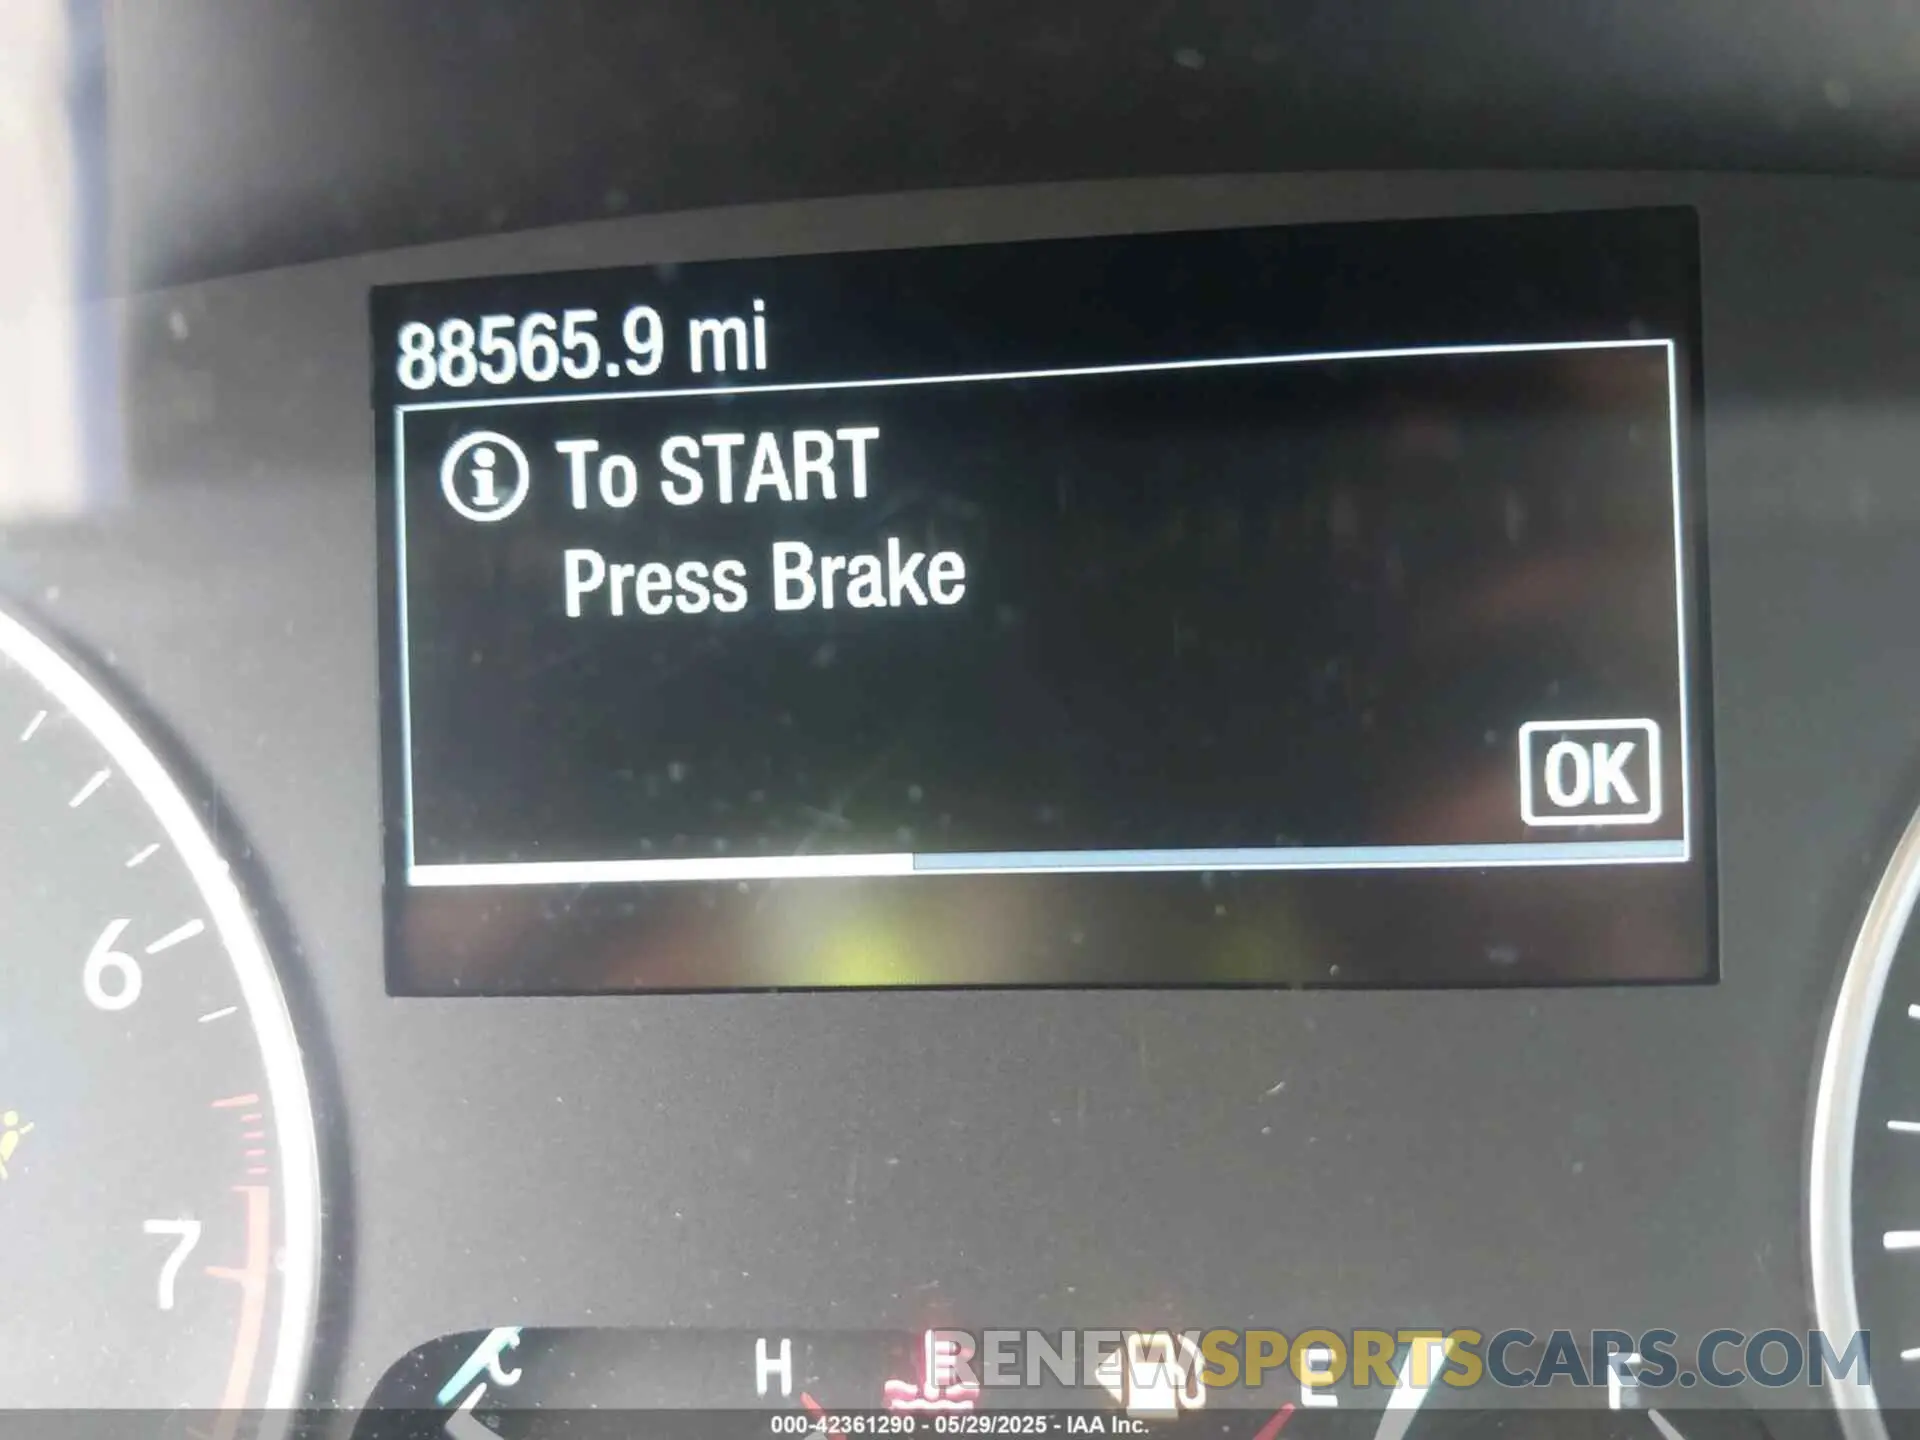 88565.9 mi
i To START
Press Brake
OK
6
7
C H E F
RENEWSPORTSCARS.COM
000-42361290 - 05/29/2025 - IAA Inc.